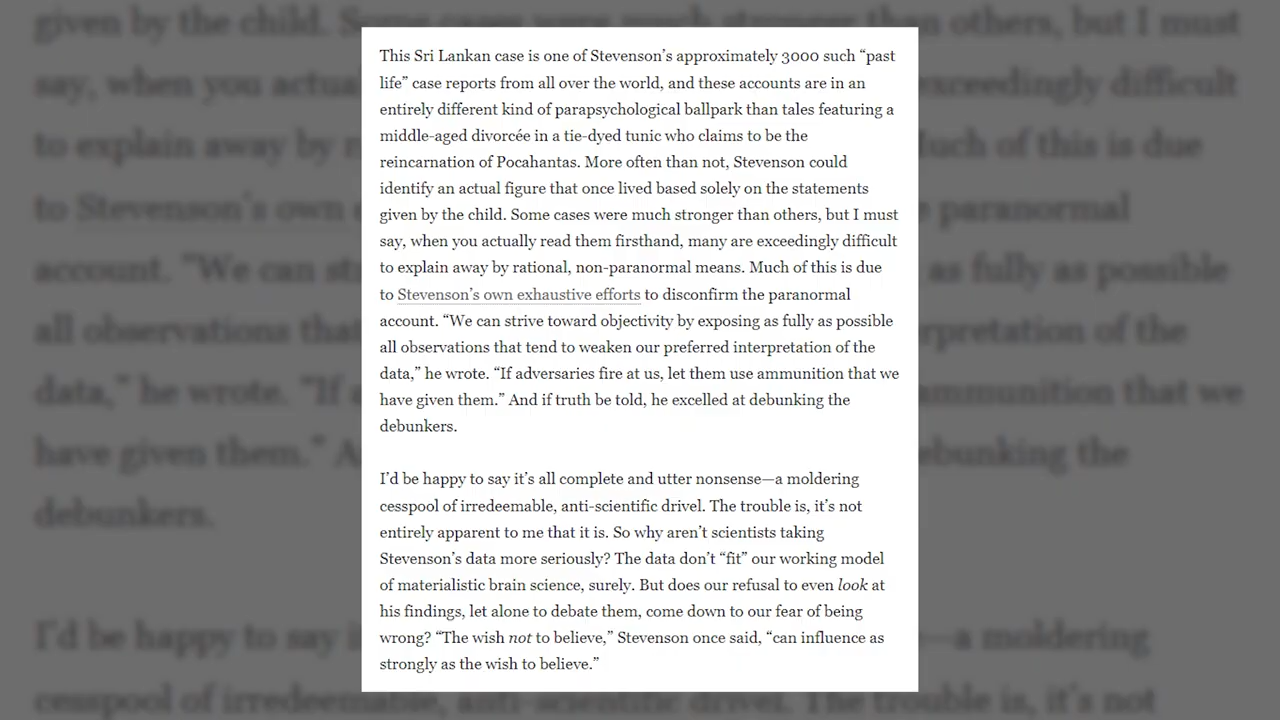 This Sri Lankan case is one of Stevenson’s approximately 3000 such “past
life” case reports from all over the world, and these accounts are in an
entirely different kind of parapsychological ballpark than tales featuring a
middle-aged divorcée in a tie-dyed tunic who claims to be the
reincarnation of Pocahantas. More often than not, Stevenson could
identify an actual figure that once lived based solely on the statements
given by the child. Some cases were much stronger than others, but I must
say, when you actually read them firsthand, many are exceedingly difficult
to explain away by rational, non-paranormal means. Much of this is due
to Stevenson’s own exhaustive efforts to disconfirm the paranormal
account. “We can strive toward objectivity by exposing as fully as possible
all observations that tend to weaken our preferred interpretation of the
data,” he wrote. “If adversaries fire at us, let them use ammunition that we
have given them.” And if truth be told, he excelled at debunking the
debunkers.
I’d be happy to say it’s all complete and utter nonsense—a moldering
cesspool of irredeemable, anti-scientific drivel. The trouble is, it’s not
entirely apparent to me that it is. So why aren’t scientists taking
Stevenson’s data more seriously? The data don’t “fit” our working model
of materialistic brain science, surely. But does our refusal to even look at
his findings, let alone to debate them, come down to our fear of being
wrong? “The wish not to believe,” Stevenson once said, “can influence as
strongly as the wish to believe.”